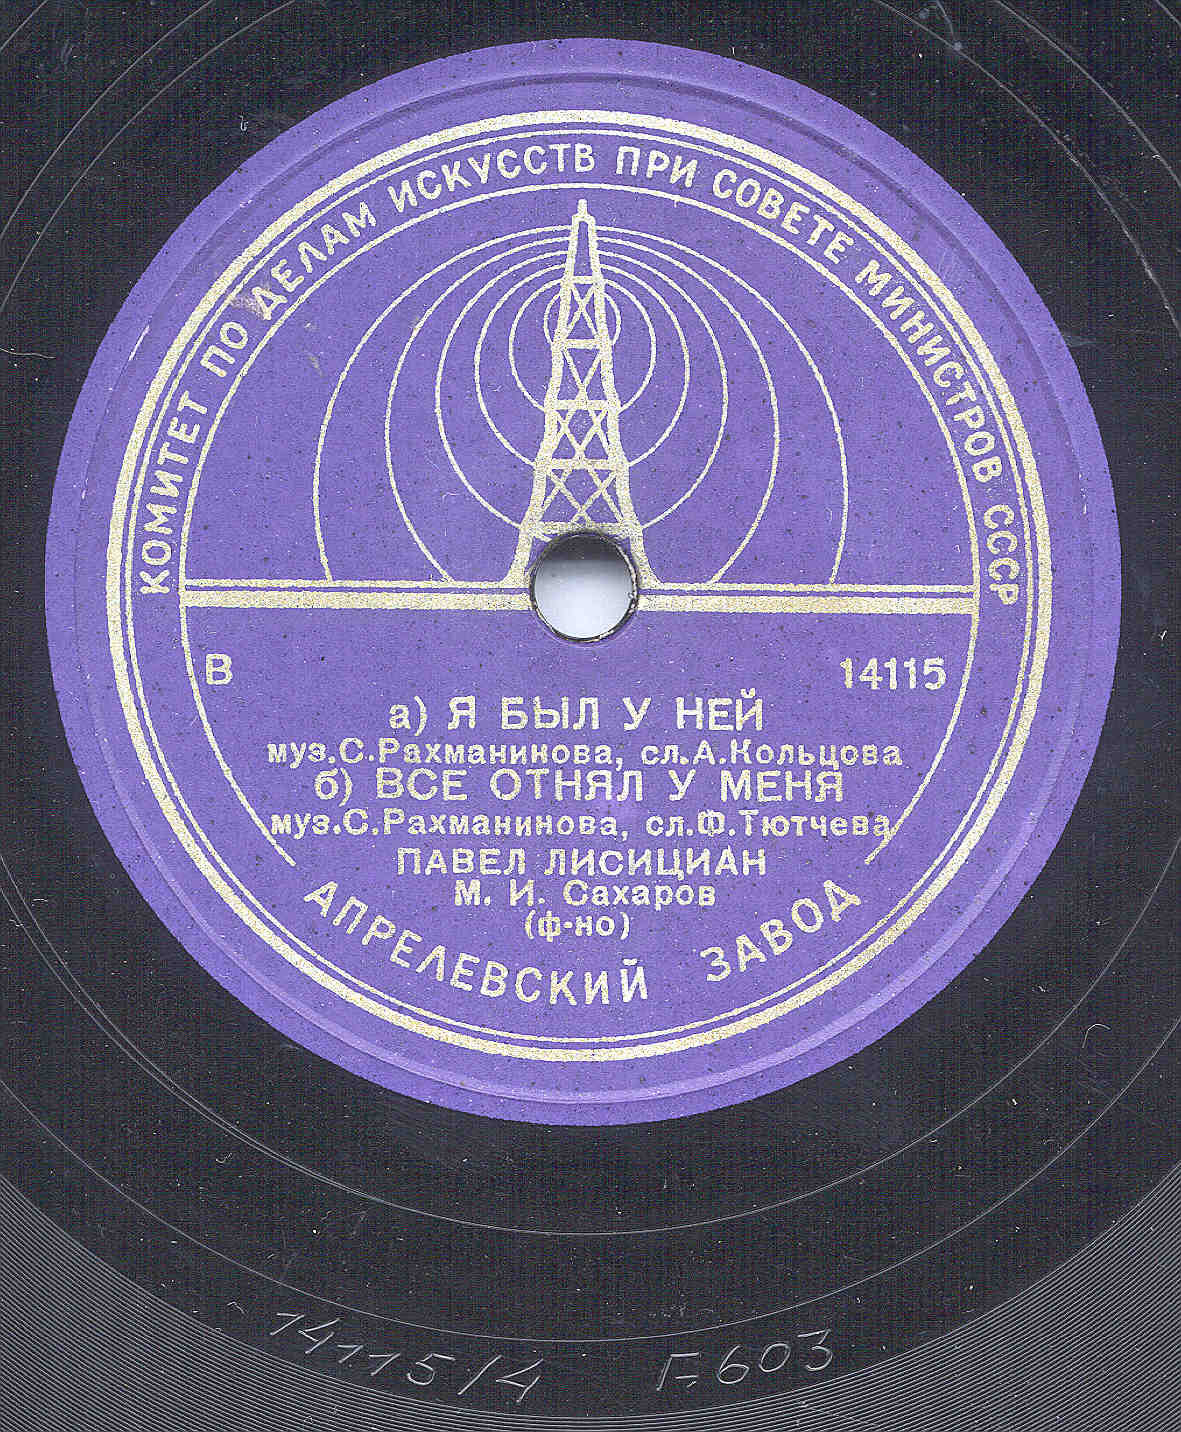 КОМИТЕТ ПО ДЕЛАМ ИСКУССТВ ПРИ СОВЕТЕ МИНИСТРОВ СССР
В 14115
а) Я БЫЛ У НЕЙ
муз.С.Рахманинова, сл.А.Кольцова
б) ВСЕ ОТНЯЛ У МЕНЯ
муз.С.Рахманинова, сл.Ф.Тютчева
ПАВЕЛ ЛИСИЦИАН
М. И. Сахаров
(ф-но)
АПРЕЛЕВСКИЙ ЗАВОД
14115/4 Г-603